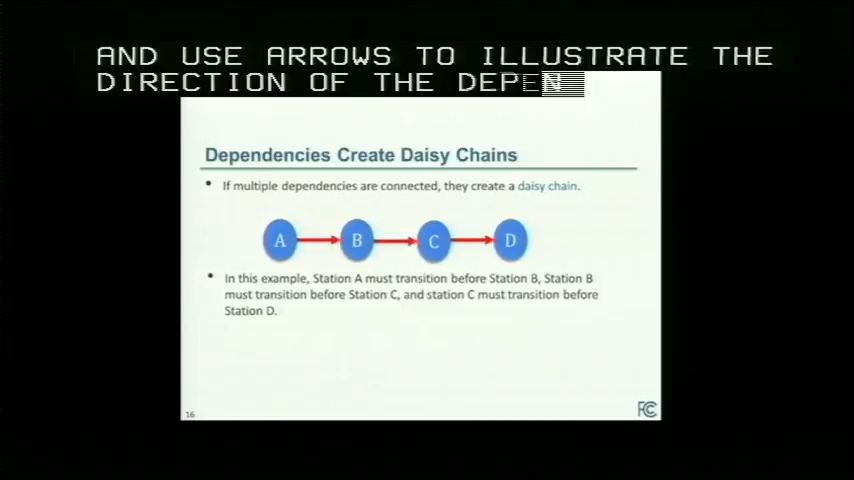 AND USE ARROWS TO ILLUSTRATE THE
DIRECTION OF THE DEPEN
Dependencies Create Daisy Chains
• If multiple dependencies are connected, they create a daisy chain.
A B C D
• In this example, Station A must transition before Station B, Station B
must transition before Station C, and station C must transition before
Station D.
16
FCC